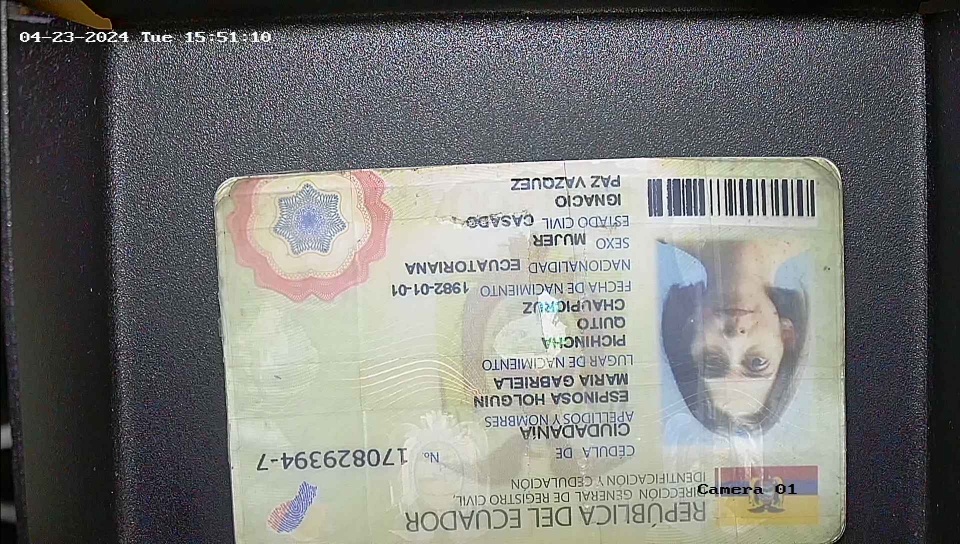 04-23-2024 Tue 15:51:10
REPÚBLICA DEL ECUADOR
DIRECCIÓN GENERAL DE REGISTRO CIVIL,
IDENTIFICACIÓN Y CEDULACIÓN
CÉDULA DE No. 170829394-7
CIUDADANÍA
APELLIDOS Y NOMBRES
ESPINOSA HOLGUIN
MARIA GABRIELA
LUGAR DE NACIMIENTO
PICHINCHA
QUITO
CHAUPICRUZ
FECHA DE NACIMIENTO 1982-01-01
NACIONALIDAD ECUATORIANA
SEXO MUJER
ESTADO CIVIL CASADO
IGNACIO
PAZ VAZQUEZ
Camera 01